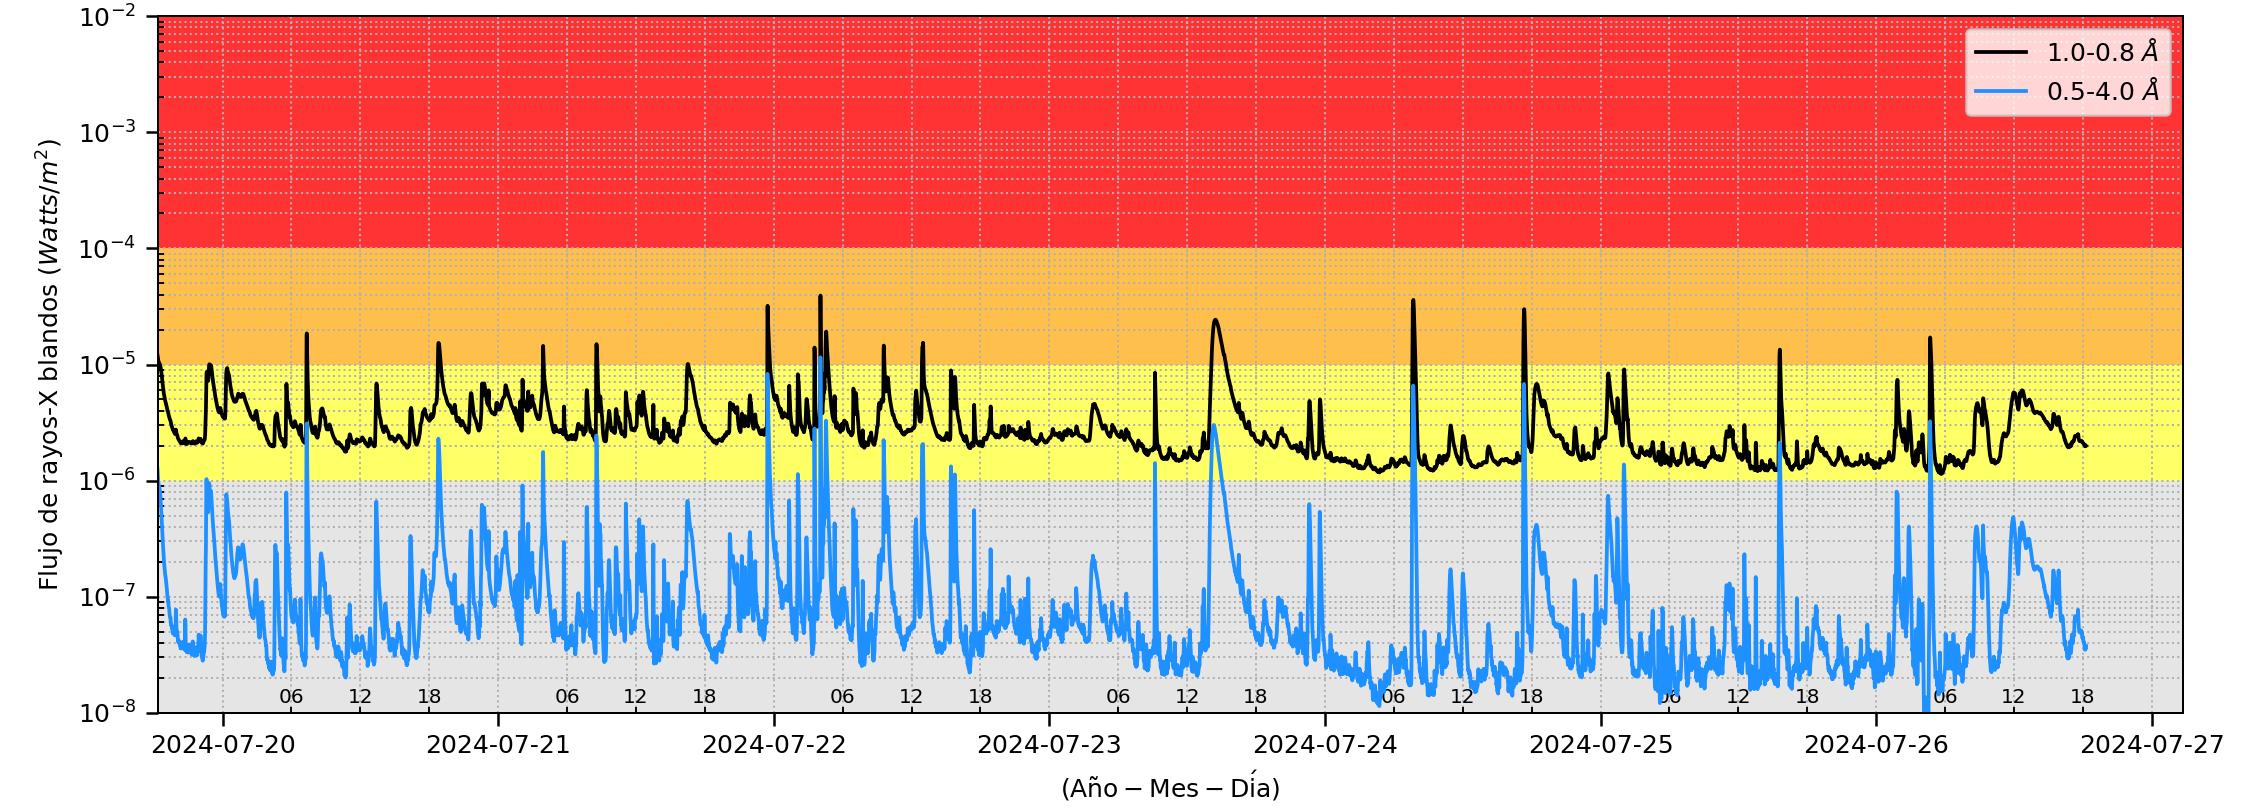 10⁻²
10⁻³
10⁻⁴
10⁻⁵
10⁻⁶
10⁻⁷
10⁻⁸
Flujo de rayos-X blandos (Watts/m²)
1.0-0.8 Å
0.5-4.0 Å
06 12 18 06 12 18 06 12 18 06 12 18 06 12 18 06 12 18 06 12 18
2024-07-20 2024-07-21 2024-07-22 2024-07-23 2024-07-24 2024-07-25 2024-07-26 2024-07-27
(Año − Mes − Día)